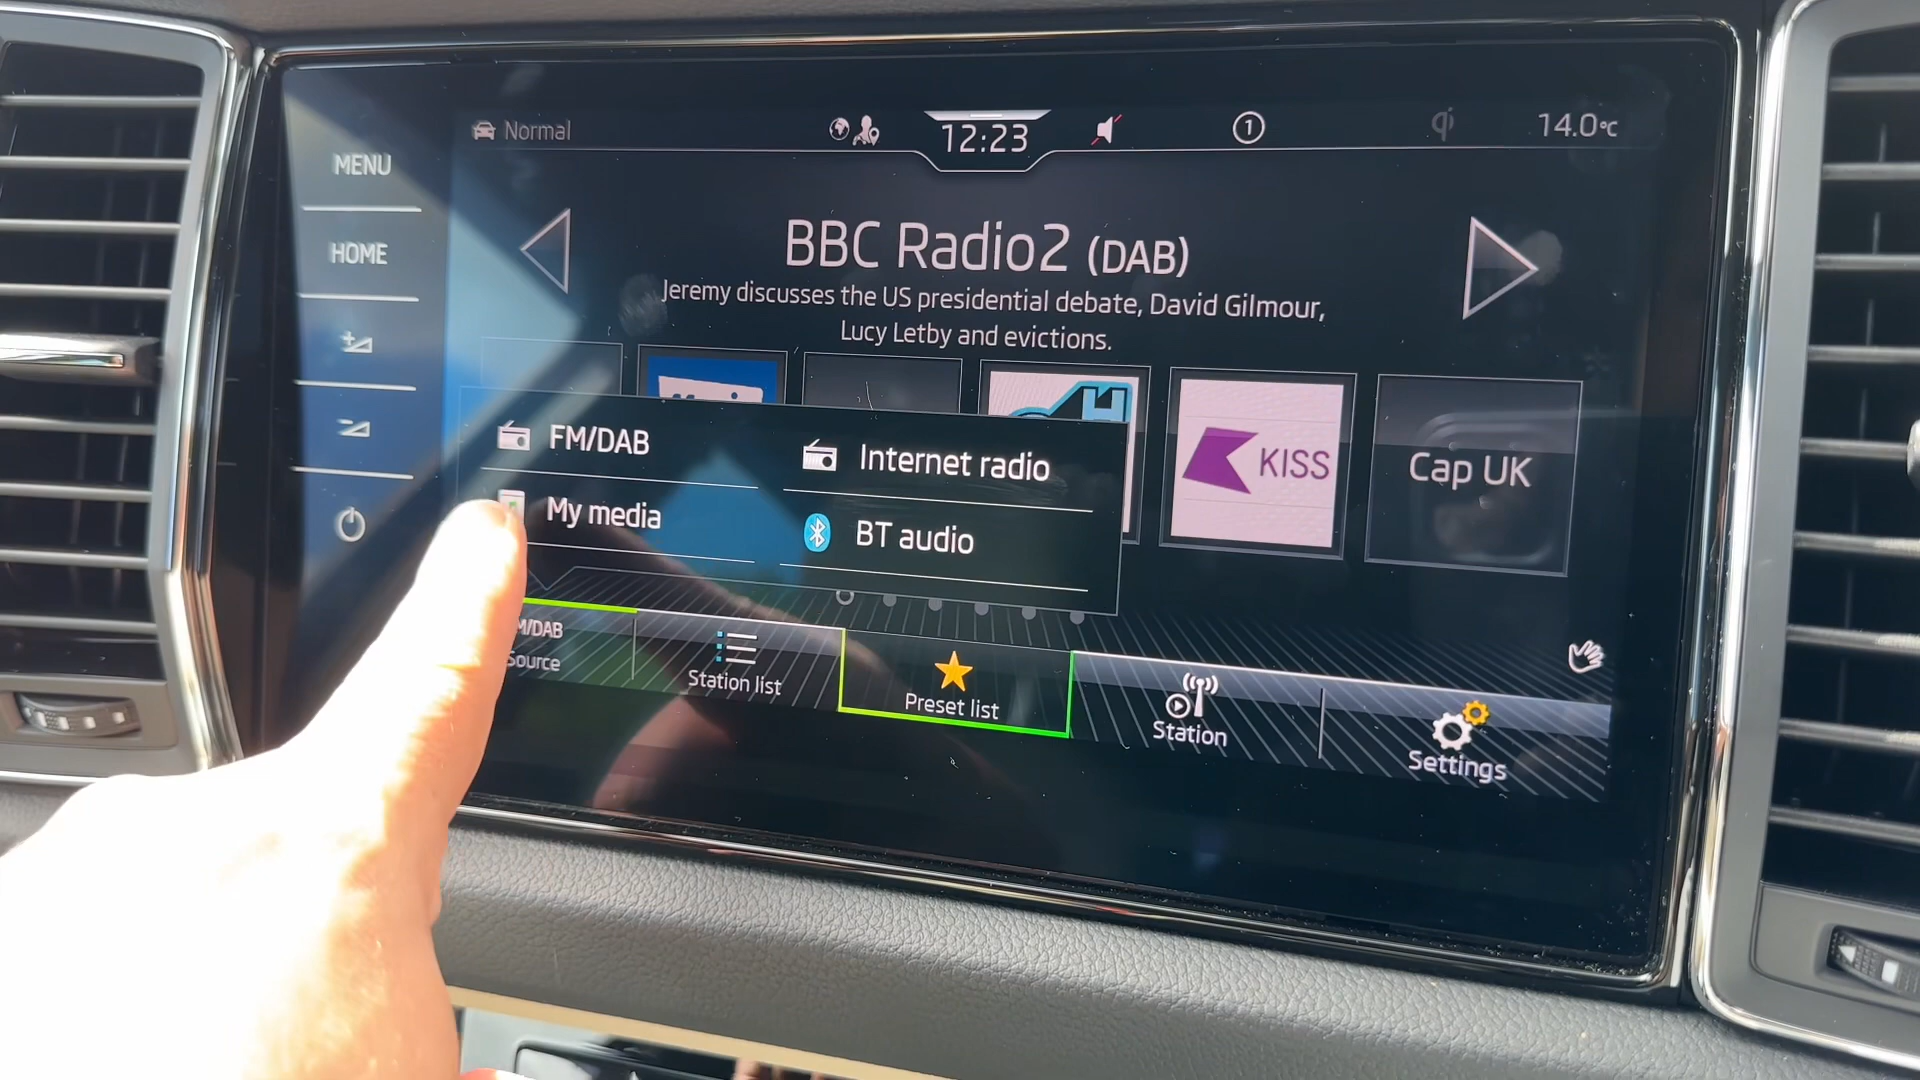 Normal
12:23
1
14.0°C
MENU
HOME
BBC Radio2 (DAB)
Jeremy discusses the US presidential debate, David Gilmour,
Lucy Letby and evictions.
KISS
Cap UK
FM/DAB
Internet radio
My media
BT audio
M/DAB
Source
Station list
Preset list
Station
Settings